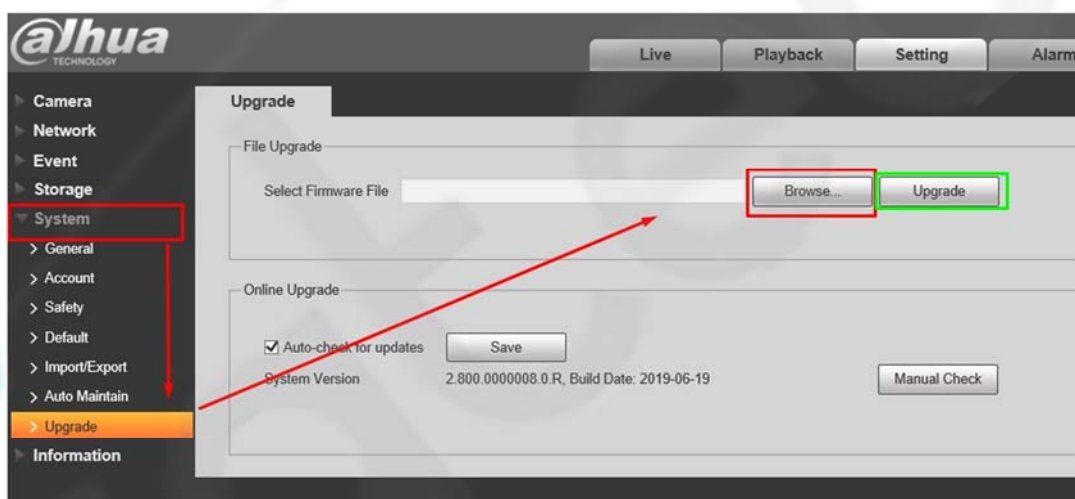 alhua
TECHNOLOGY
Live Playback Setting Alarm
Camera
Network
Event
Storage
System
> General
> Account
> Safety
> Default
> Import/Export
> Auto Maintain
> Upgrade
Information
Upgrade
File Upgrade
Select Firmware File Browse... Upgrade
Online Upgrade
Auto-check for updates Save
System Version 2.800.0000008.0.R, Build Date: 2019-06-19 Manual Check